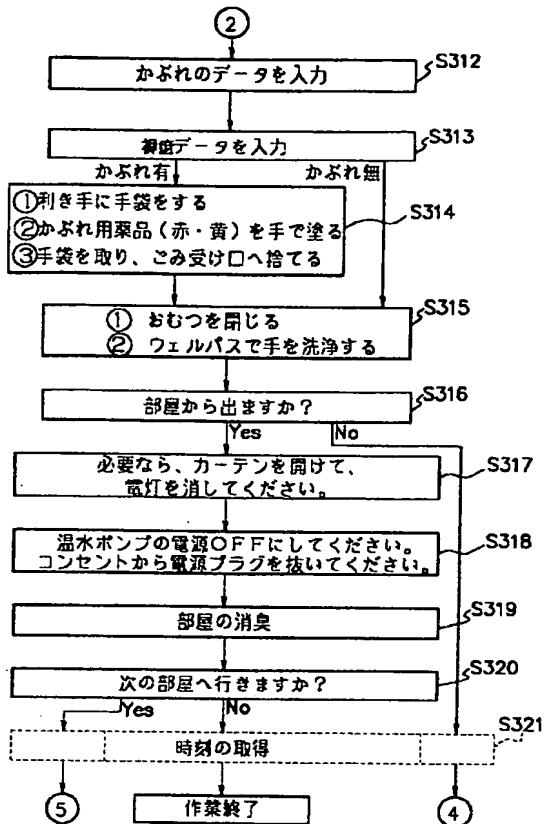 ②
かぶれのデータを入力
S312
データを入力
S313
かぶれ有
かぶれ無
①利き手に手袋をする
②かぶれ用薬品(赤・黄)を手で塗る
③手袋を取り、ごみ受け口へ捨てる
S314
① おむつを閉じる
② ウェルパスで手を洗浄する
S315
部屋から出ますか?
S316
Yes
No
必要なら、カーテンを開けて、
電灯を消してください。
S317
温水ポンプの電源OFFにしてください。
コンセントから電源プラグを抜いてください。
S318
部屋の消臭
S319
次の部屋へ行きますか?
S320
Yes
No
時刻の取得
S321
⑤
作業終了
④